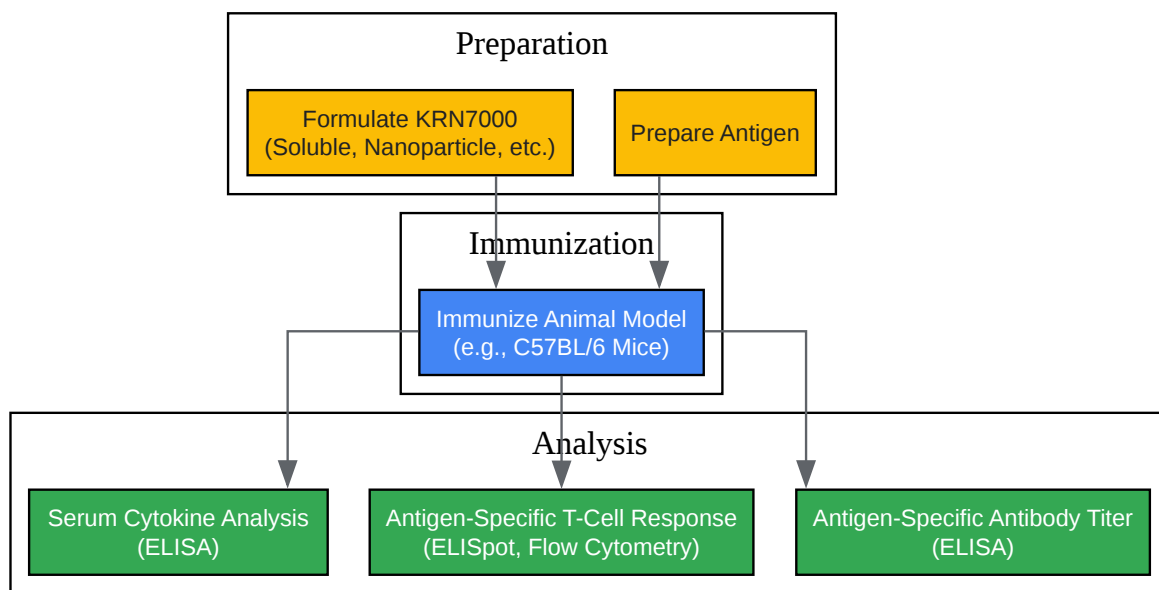 Preparation
Formulate KRN7000
(Soluble, Nanoparticle, etc.)
Prepare Antigen
Immunization
Immunize Animal Model
(e.g., C57BL/6 Mice)
Analysis
Serum Cytokine Analysis
(ELISA)
Antigen-Specific T-Cell Response
(ELISpot, Flow Cytometry)
Antigen-Specific Antibody Titer
(ELISA)